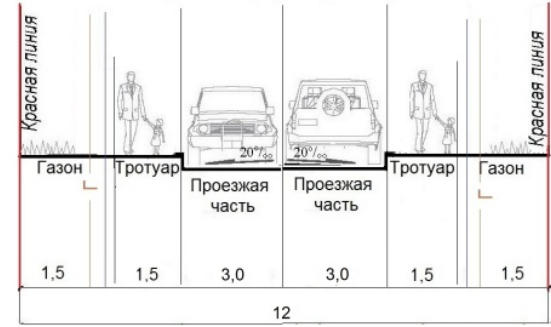 Красная линия
Красная линия
20‰
20‰
Газон
Тротуар
Проезжая
часть
Проезжая
часть
Тротуар
Газон
1,5
1,5
3,0
3,0
1,5
1,5
12